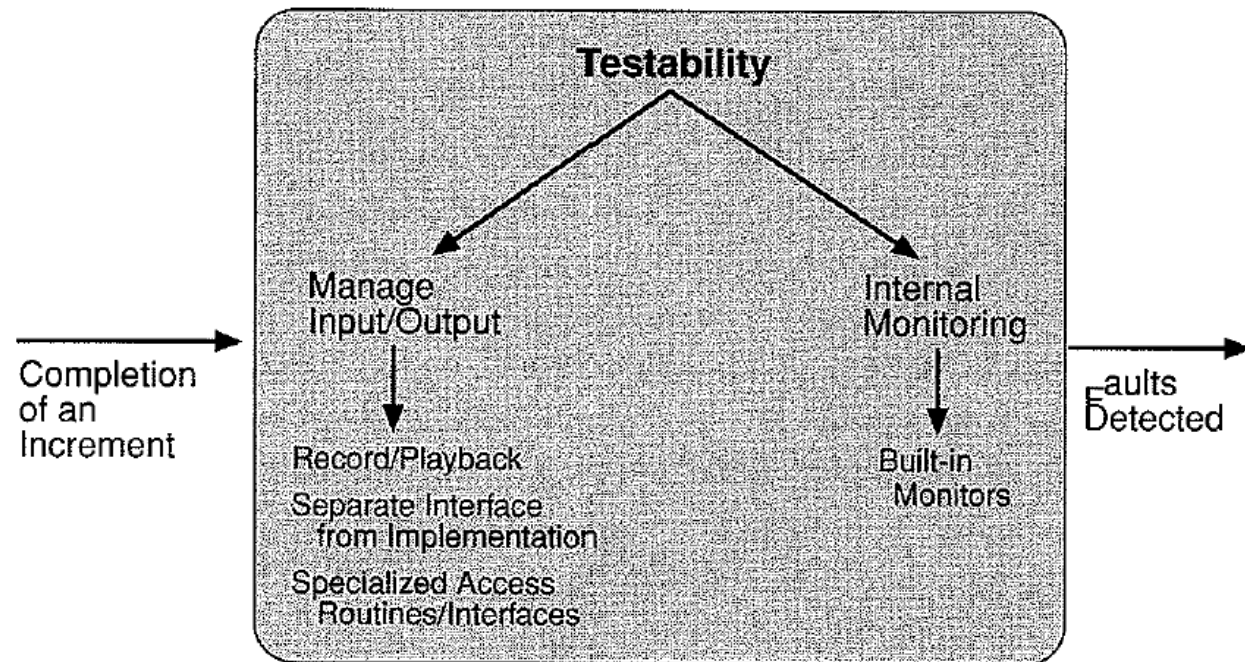 Testability
Manage
Input/Output
Internal
Monitoring
Completion
of an
Increment
Faults
Detected
Record/Playback
Separate Interface
from Implementation
Specialized Access
Routines/Interfaces
Built-in
Monitors